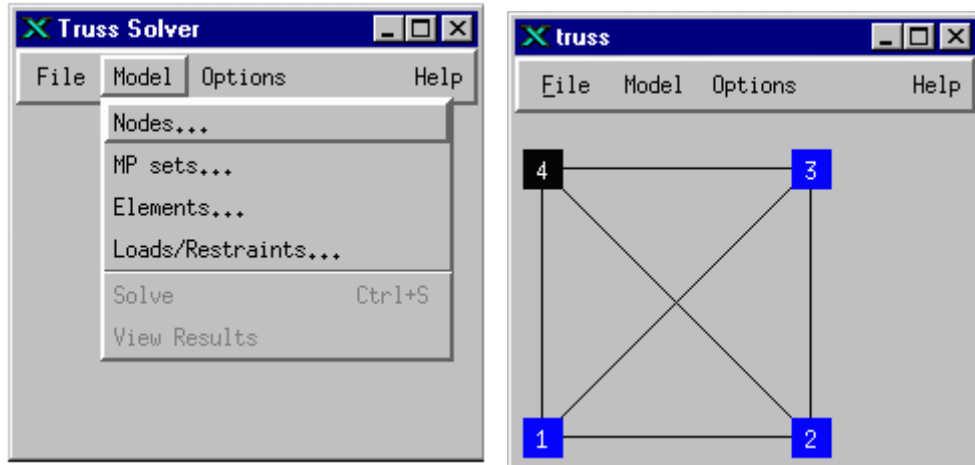 Truss Solver
File Model Options Help
Nodes...
MP sets...
Elements...
Loads/Restraints...
Solve Ctrl+S
View Results
truss
File Model Options Help
4 3
1 2